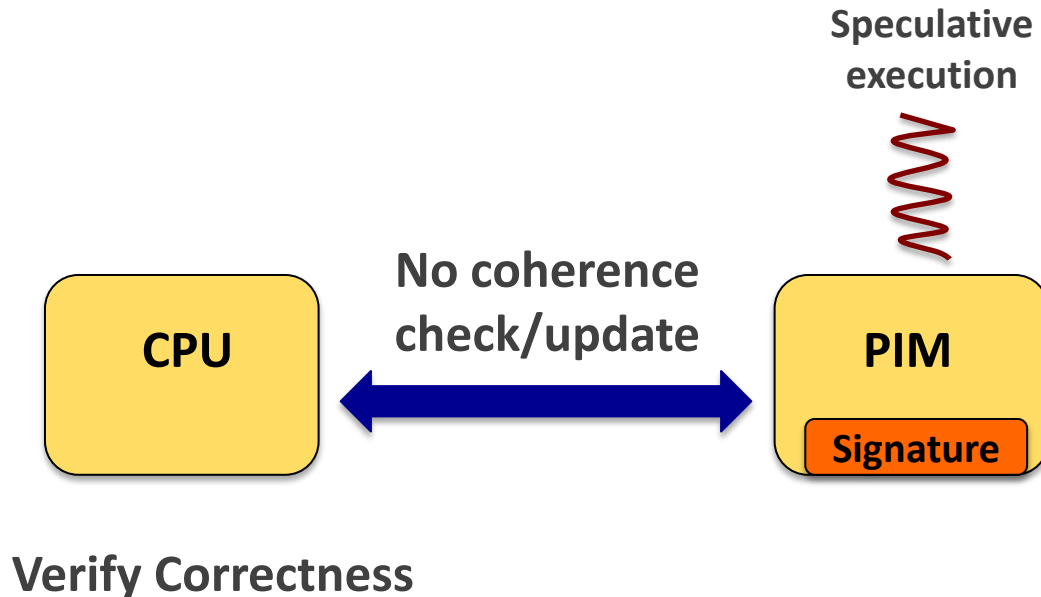 Speculative
execution
No coherence
check/update
CPU
PIM
Signature
Verify Correctness